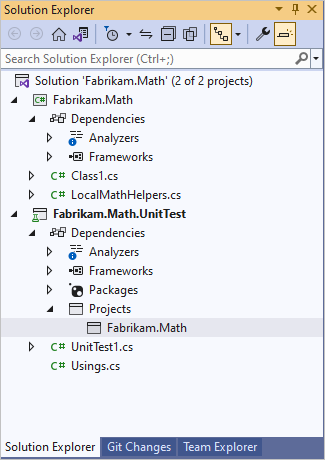 Solution Explorer
Search Solution Explorer (Ctrl+;)
Solution 'Fabrikam.Math' (2 of 2 projects)
C# Fabrikam.Math
Dependencies
Analyzers
Frameworks
C# Class1.cs
C# LocalMathHelpers.cs
Fabrikam.Math.UnitTest
Dependencies
Analyzers
Frameworks
Packages
Projects
Fabrikam.Math
C# UnitTest1.cs
C# Usings.cs
Solution Explorer Git Changes Team Explorer